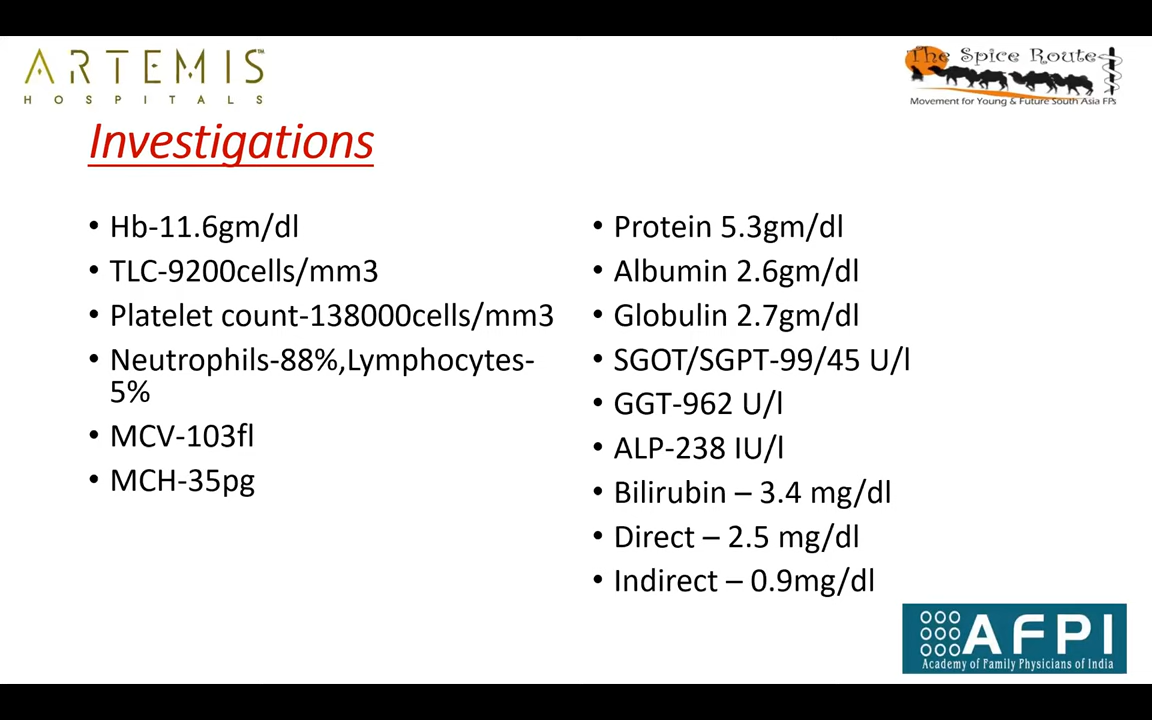 ARTEMIS™
HOSPITALS
The Spice Route
Movement for Young & Future South Asia FPs
Investigations
• Hb-11.6gm/dl
• TLC-9200cells/mm3
• Platelet count-138000cells/mm3
• Neutrophils-88%,Lymphocytes-
5%
• MCV-103fl
• MCH-35pg
• Protein 5.3gm/dl
• Albumin 2.6gm/dl
• Globulin 2.7gm/dl
• SGOT/SGPT-99/45 U/l
• GGT-962 U/l
• ALP-238 IU/l
• Bilirubin – 3.4 mg/dl
• Direct – 2.5 mg/dl
• Indirect – 0.9mg/dl
AFPI
Academy of Family Physicians of India